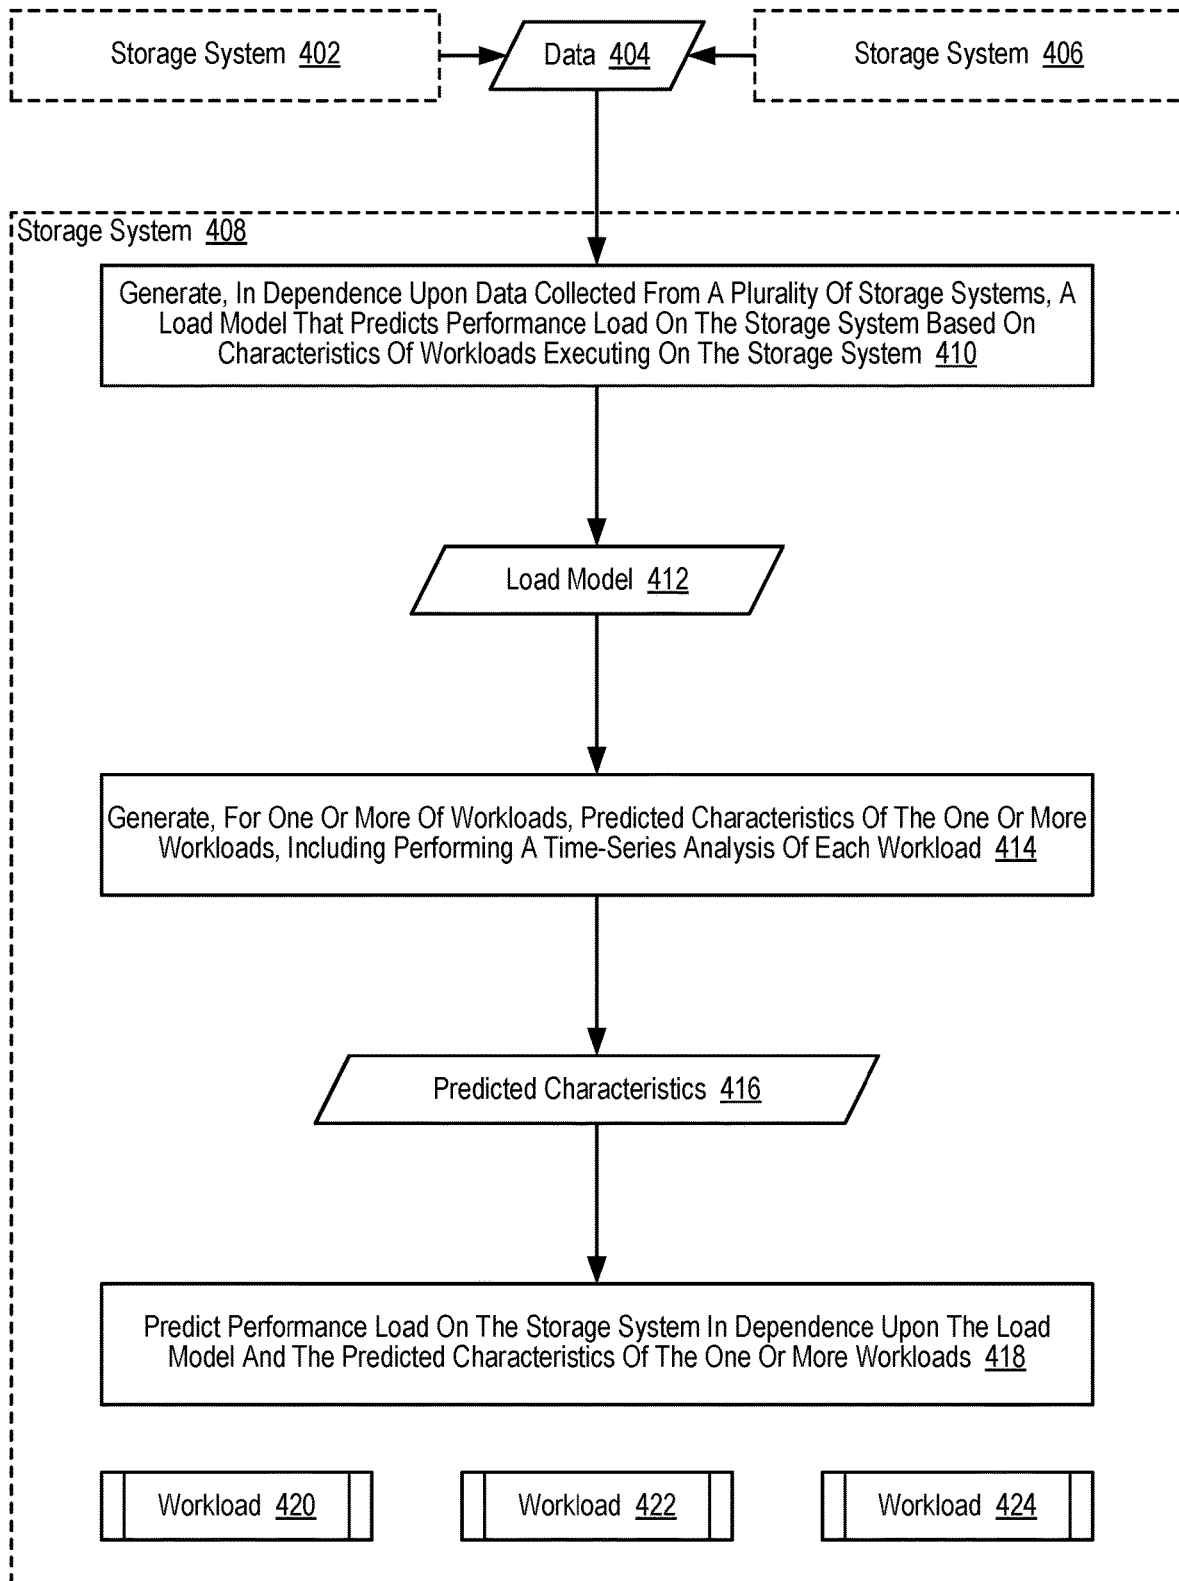 Storage System 402
Data 404
Storage System 406
Storage System 408
Generate, In Dependence Upon Data Collected From A Plurality Of Storage Systems, A
Load Model That Predicts Performance Load On The Storage System Based On
Characteristics Of Workloads Executing On The Storage System 410
Load Model 412
Generate, For One Or More Of Workloads, Predicted Characteristics Of The One Or More
Workloads, Including Performing A Time-Series Analysis Of Each Workload 414
Predicted Characteristics 416
Predict Performance Load On The Storage System In Dependence Upon The Load
Model And The Predicted Characteristics Of The One Or More Workloads 418
Workload 420
Workload 422
Workload 424